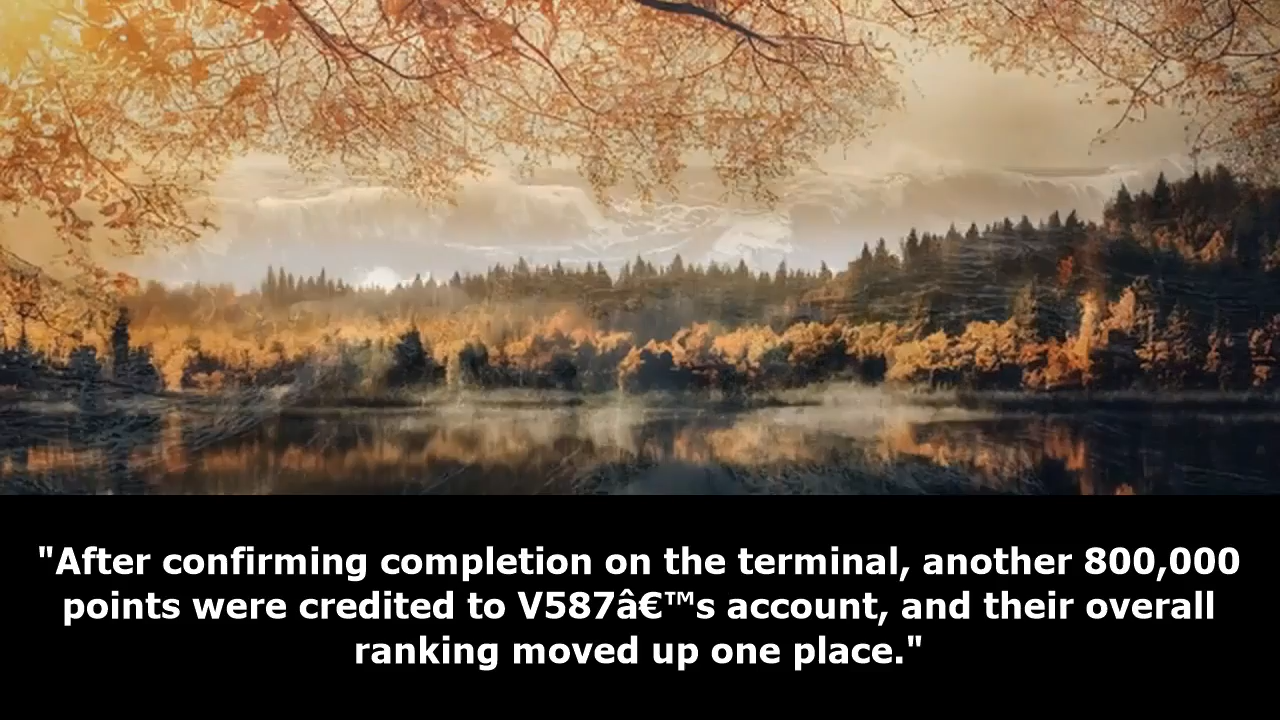 "After confirming completion on the terminal, another 800,000
points were credited to V587â€™s account, and their overall
ranking moved up one place."